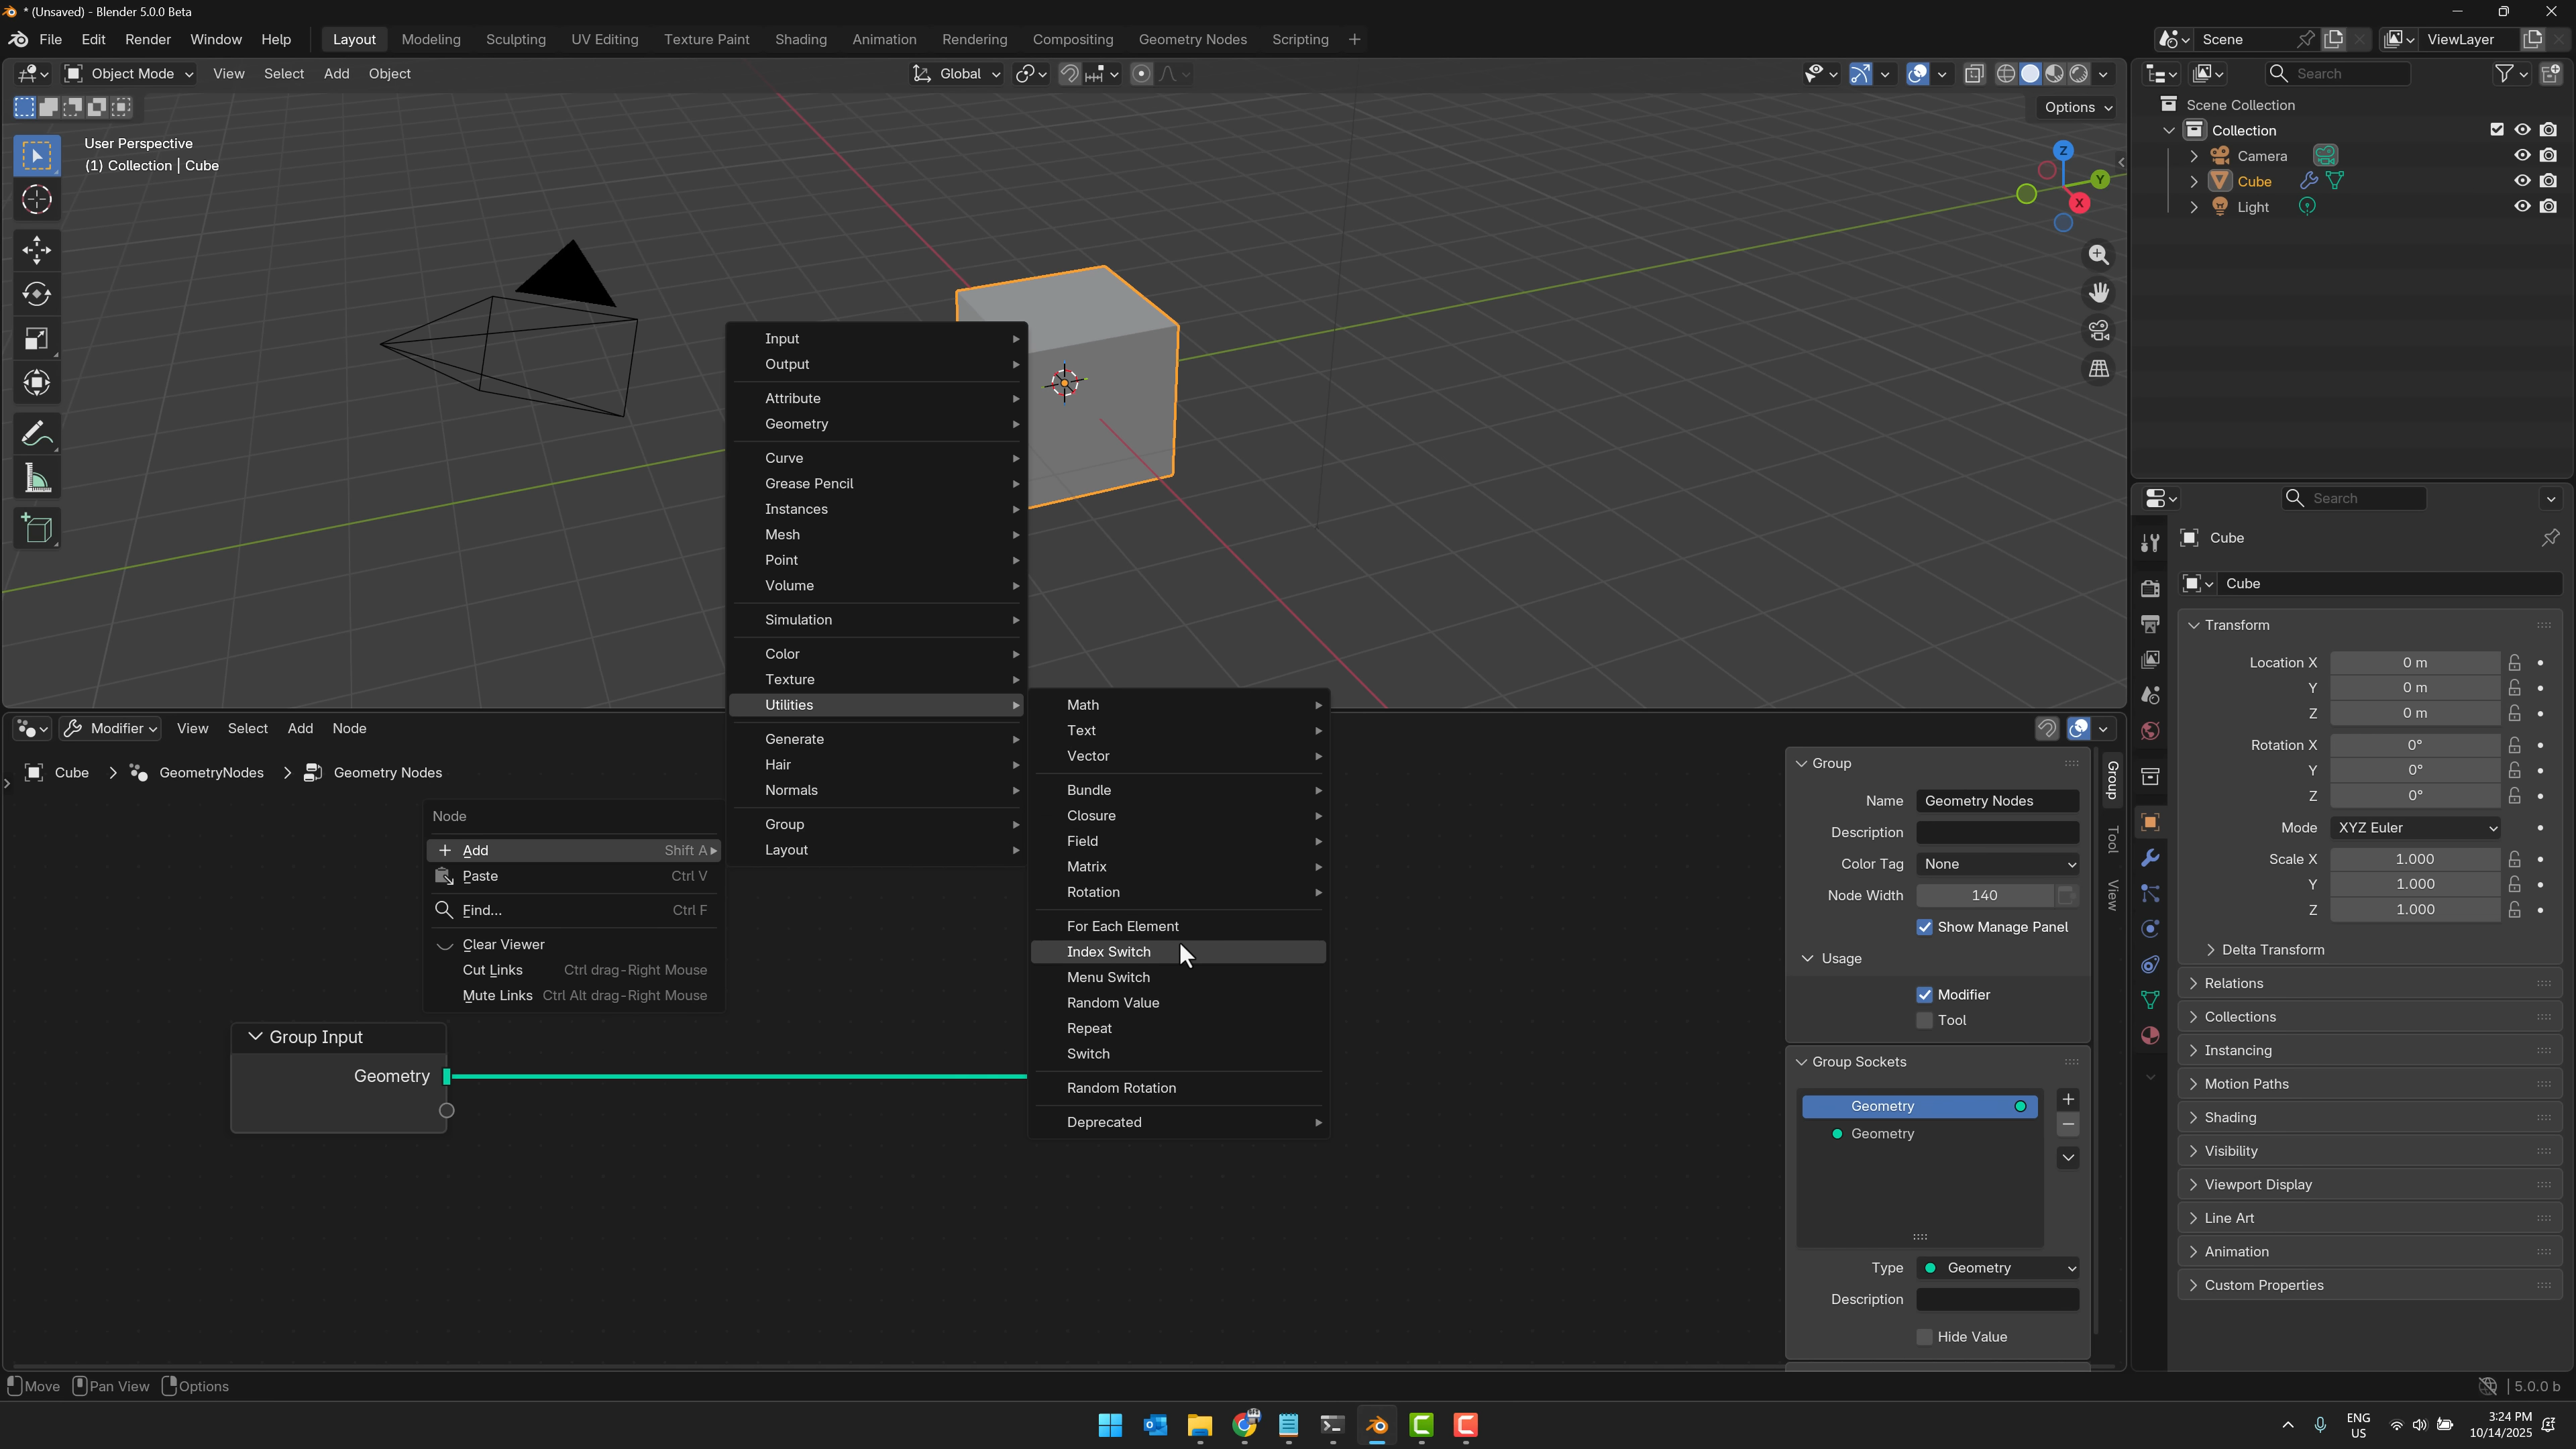 * (Unsaved) - Blender 5.0.0 Beta
File Edit Render Window Help Layout Modeling Sculpting UV Editing Texture Paint Shading Animation Rendering Compositing Geometry Nodes Scripting + Scene ViewLayer
Object Mode View Select Add Object Global Search
Options
User Perspective
(1) Collection | Cube
Z
Y
X
Scene Collection
Collection
Camera
Cube
Light
Input
Output
Attribute
Geometry
Curve
Grease Pencil
Instances
Mesh
Point
Volume
Simulation
Color
Texture
Utilities
Generate
Hair
Normals
Group
Layout
Math
Text
Vector
Bundle
Closure
Field
Matrix
Rotation
For Each Element
Index Switch
Menu Switch
Random Value
Repeat
Switch
Random Rotation
Deprecated
Modifier View Select Add Node
Cube > GeometryNodes > Geometry Nodes
Node
Add Shift A
Paste Ctrl V
Find... Ctrl F
Clear Viewer
Cut Links Ctrl drag-Right Mouse
Mute Links Ctrl Alt drag-Right Mouse
Group Input
Geometry
Group
Name Geometry Nodes
Description
Color Tag None
Node Width 140
Show Manage Panel
Usage
Modifier
Tool
Group Sockets
Geometry
Geometry
Type Geometry
Description
Hide Value
Group
Tool
View
Search
Cube
Cube
Transform
Location X 0 m
Y 0 m
Z 0 m
Rotation X 0°
Y 0°
Z 0°
Mode XYZ Euler
Scale X 1.000
Y 1.000
Z 1.000
Delta Transform
Relations
Collections
Instancing
Motion Paths
Shading
Visibility
Viewport Display
Line Art
Animation
Custom Properties
Move Pan View Options 5.0.0 b
ENG
US
3:24 PM
10/14/2025